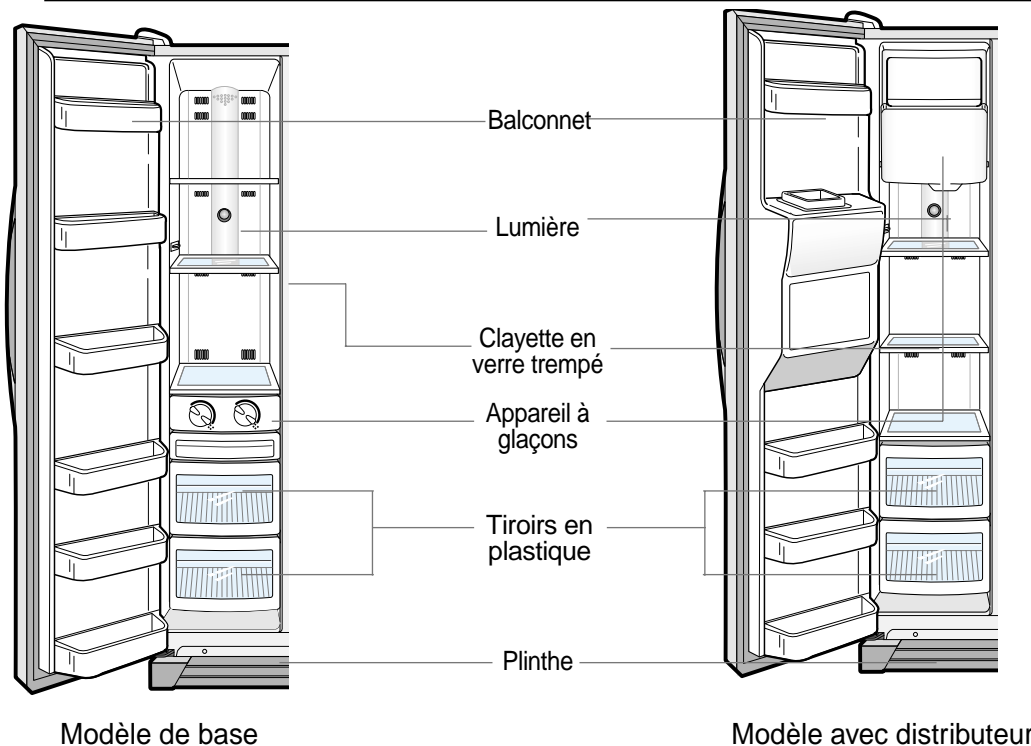 Balconnet
Lumière
Clayette en
verre trempé
Appareil à
glaçons
Tiroirs en
plastique
Plinthe
Modèle de base
Modèle avec distributeur